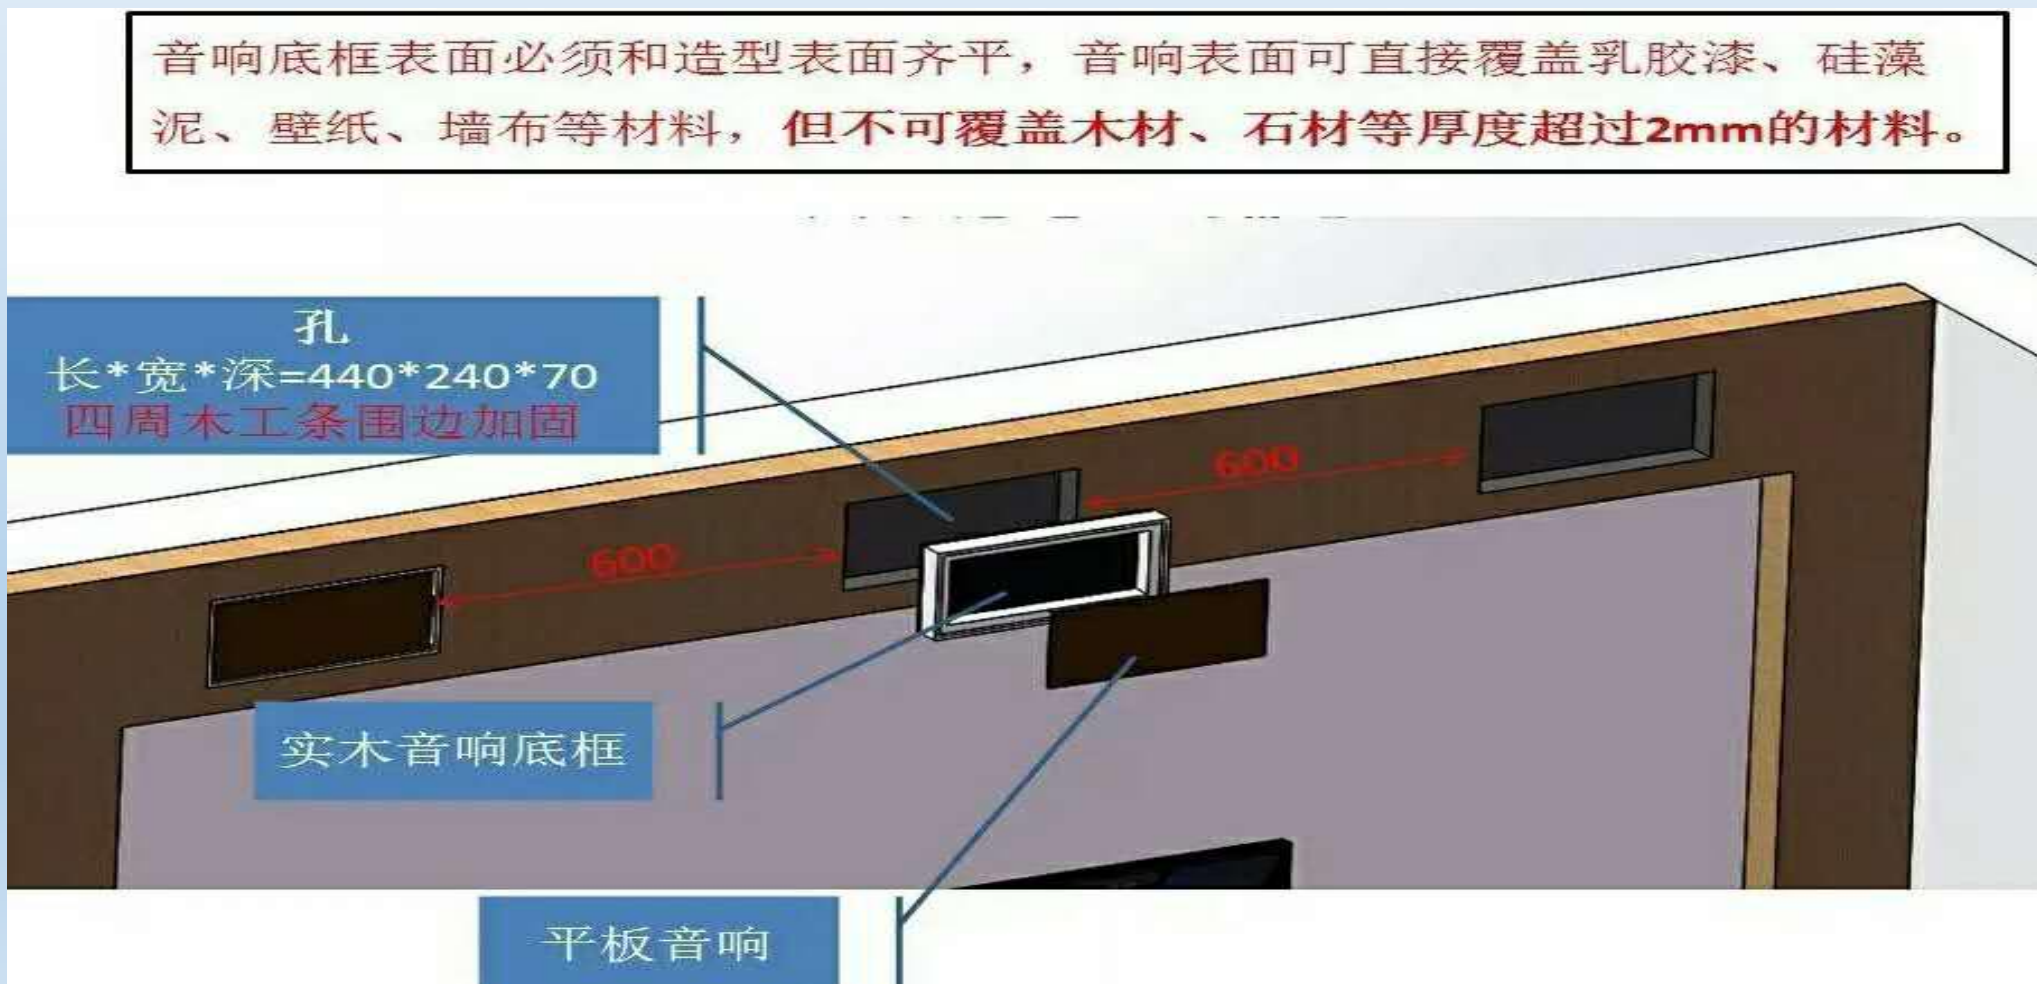 音响底框表面必须和造型表面齐平，音响表面可直接覆盖乳胶漆、硅藻
泥、壁纸、墙布等材料，但不可覆盖木材、石材等厚度超过2mm的材料。
孔
长*宽*深=440*240*70
四周木工条围边加固
600
600
实木音响底框
平板音响